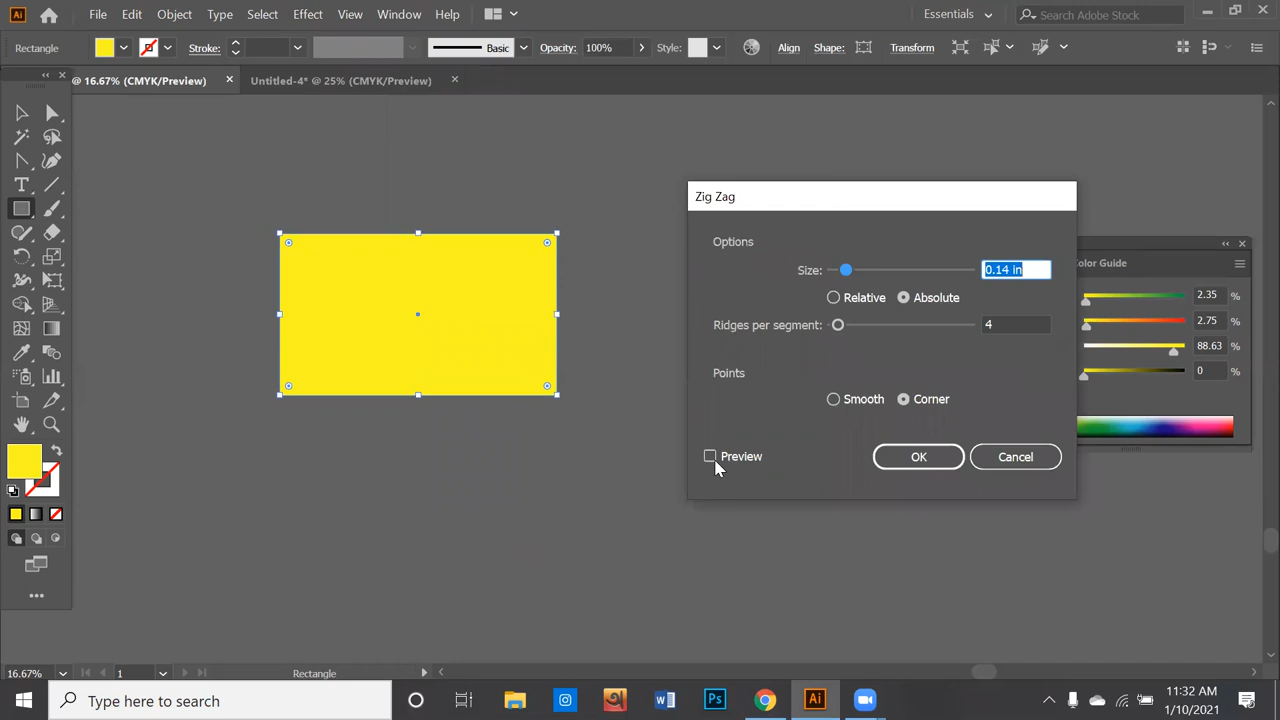 Ai File Edit Object Type Select Effect View Window Help Essentials Search Adobe Stock
Rectangle Stroke: Basic Opacity: 100% Style: Align Shape: Transform
@ 16.67% (CMYK/Preview) × Untitled-4* @ 25% (CMYK/Preview) ×
Zig Zag
Options
Size: 0.14 in
Relative Absolute
Ridges per segment: 4
Points
Smooth Corner
Preview OK Cancel
Color Guide
2.35 %
2.75 %
88.63 %
0 %
16.67% 1 Rectangle
Type here to search
W Ps Ai
11:32 AM
1/10/2021